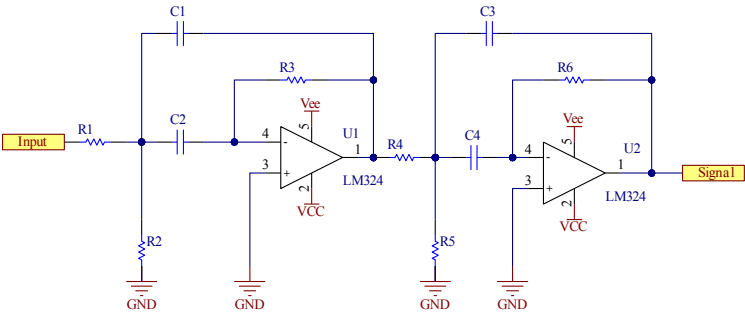 C1
C3
R3
R6
Vee
Vee
Input
R1
C2
4
5
U1
1
R4
C4
4
5
U2
1
Signal
3
2
LM324
VCC
3
2
LM324
VCC
R2
R5
GND
GND
GND
GND
-
+
-
+